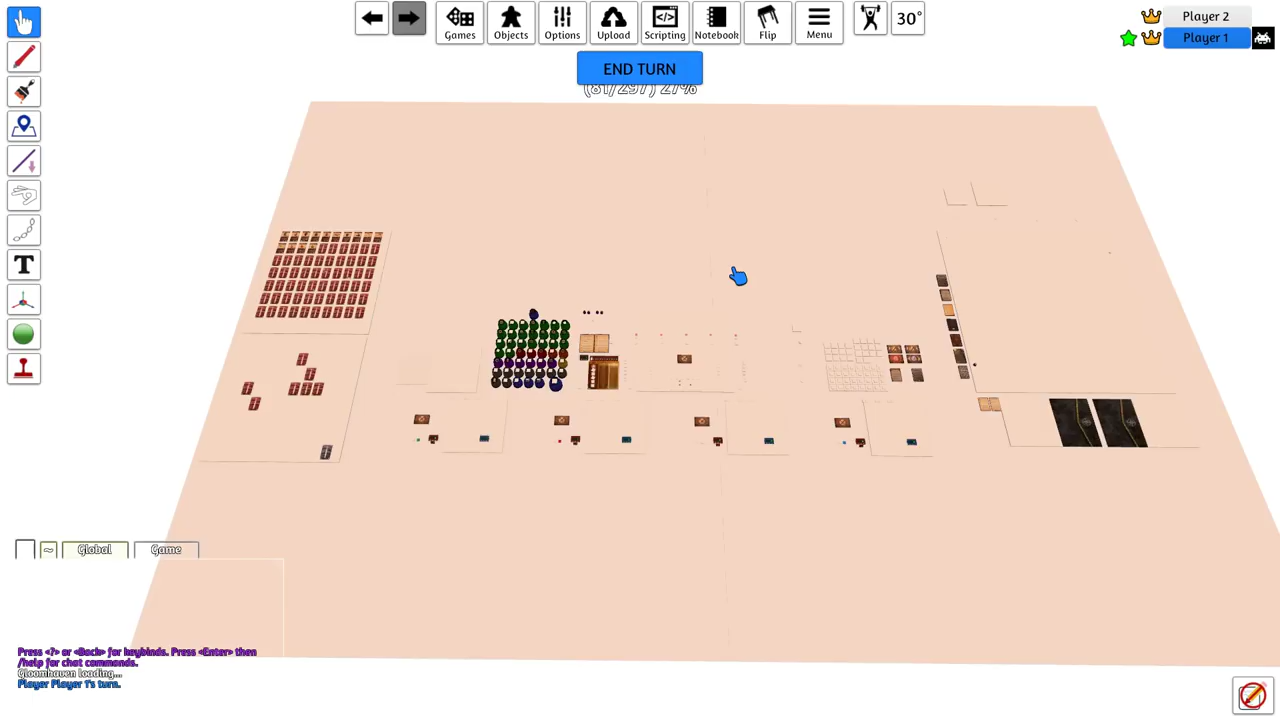 Games
Objects
Options
Upload
Scripting
Notebook
Flip
Menu
30°
Player 2
Player 1
END TURN
(81/297) 27%
T
~
Global
Game
Press <?> or <Back> for keybinds. Press <Enter> then
/help for chat commands.
Gloomhaven loading...
Player Player 1's turn.